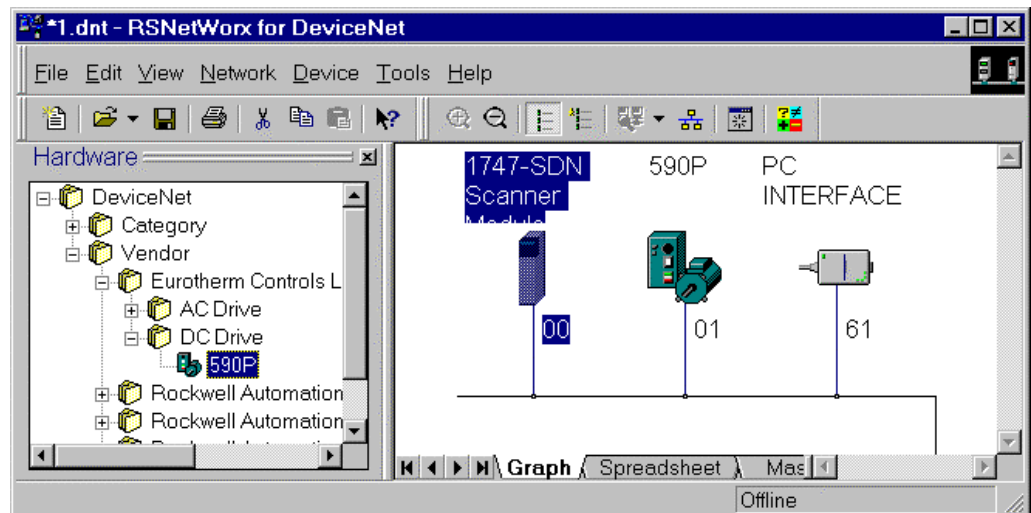 *1.dnt - RSNetWorx for DeviceNet
File Edit View Network Device Tools Help
Hardware
DeviceNet
Category
Vendor
Eurotherm Controls L
AC Drive
DC Drive
590P
Rockwell Automation
Rockwell Automation
1747-SDN
Scanner
Module
590P
PC
INTERFACE
00
01
61
Graph
Spreadsheet
Mas
Offline